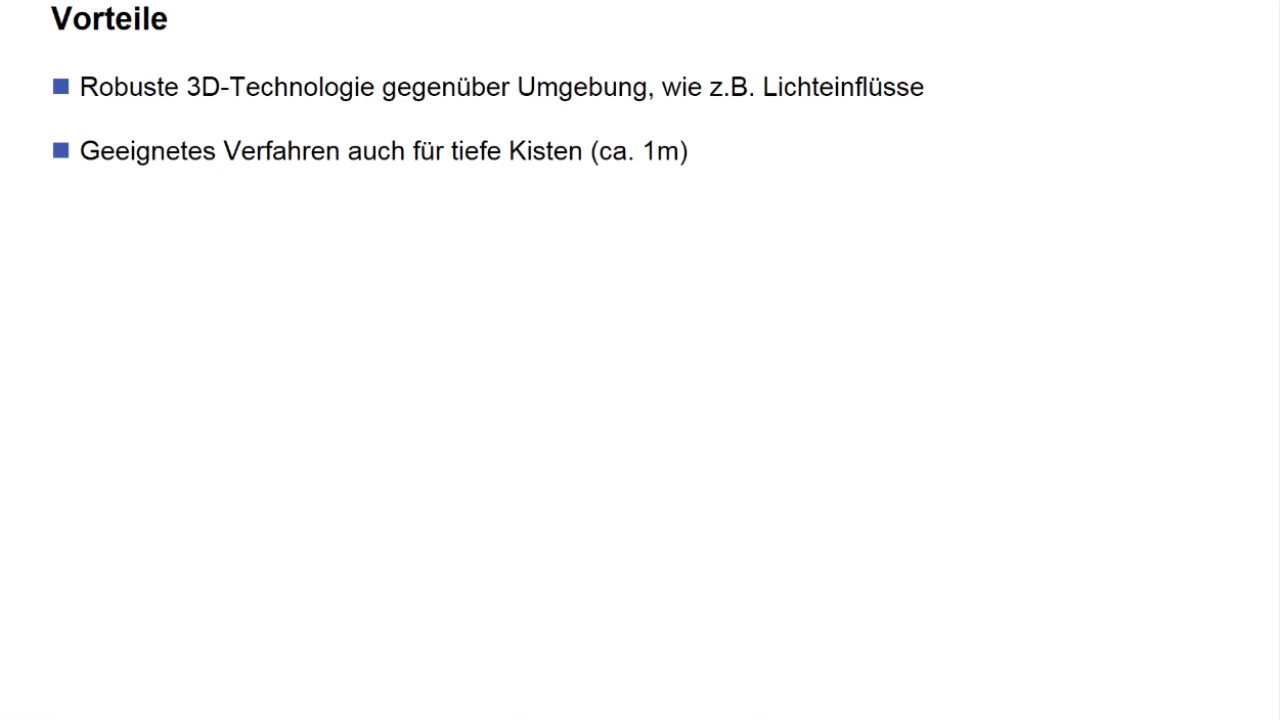 Vorteile
Robuste 3D-Technologie gegenüber Umgebung, wie z.B. Lichteinflüsse
Geeignetes Verfahren auch für tiefe Kisten (ca. 1m)